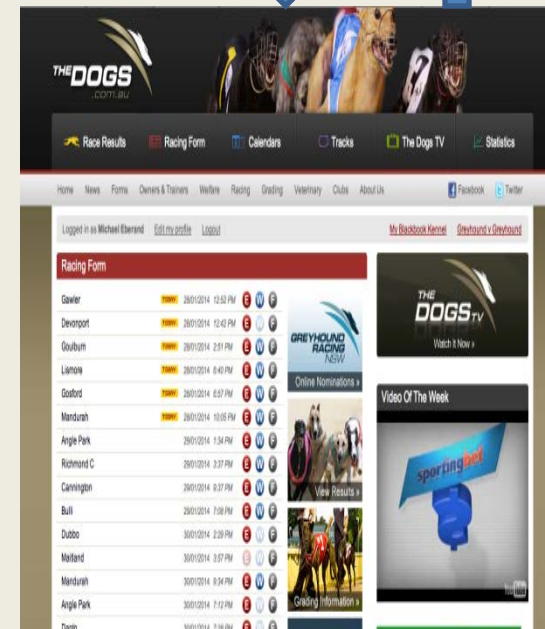 THE DOGS
.COM.AU
Race Results Racing Form Calendars Tracks The Dogs TV Statistics
Home News Forms Owners & Trainers Welfare Racing Grading Veterinary Clubs About Us Facebook Twitter
Logged in as Michael Eberand Edit my profile Logout My Blackbook Kennel Greyhound v Greyhound
Racing Form
Gawler TODAY 28/01/2014 12:52 PM E W F
Devonport TODAY 28/01/2014 12:42 PM E W F
Goulburn TODAY 28/01/2014 2:51 PM E W F
Lismore TODAY 28/01/2014 6:40 PM E W F
Gosford TODAY 28/01/2014 6:57 PM E W F
Mandurah TODAY 28/01/2014 10:05 PM E W F
Angle Park 29/01/2014 1:34 PM E W F
Richmond C 29/01/2014 3:37 PM E W F
Cannington 29/01/2014 9:37 PM E W F
Bulli 29/01/2014 7:08 PM E W F
Dubbo 30/01/2014 2:29 PM E W F
Maitland 30/01/2014 3:57 PM E W F
Mandurah 30/01/2014 9:34 PM E W F
Angle Park 30/01/2014 7:12 PM E W F
GREYHOUND
RACING
NSW
Online Nominations »
View Results »
Grading Information »
THE
DOGS TV
Watch It Now »
Video Of The Week
sportingbet
YouTube